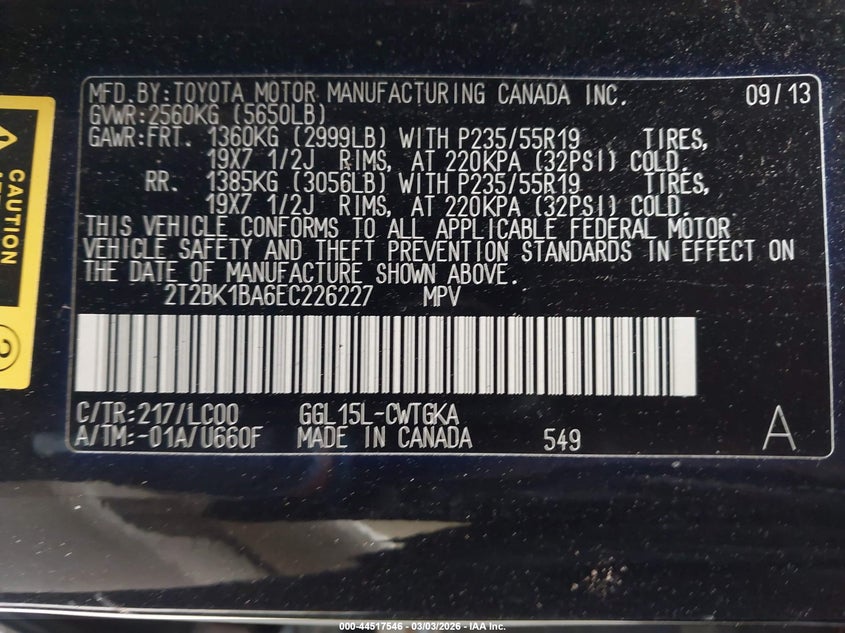 MFD.BY:TOYOTA MOTOR MANUFACTURING CANADA INC. 09/13
GVWR:2560KG (5650LB)
GAWR:FRT. 1360KG (2999LB) WITH P235/55R19 TIRES,
19X7 1/2J RIMS, AT 220KPA (32PSI) COLD.
RR. 1385KG (3056LB) WITH P235/55R19 TIRES,
19X7 1/2J RIMS, AT 220KPA (32PSI) COLD.
THIS VEHICLE CONFORMS TO ALL APPLICABLE FEDERAL MOTOR
VEHICLE SAFETY AND THEFT PREVENTION STANDARDS IN EFFECT ON
THE DATE OF MANUFACTURE SHOWN ABOVE.
2T2BK1BA6EC226227 MPV
C/TR:217/LC00 GGL15L-CWTGKA
A/TM:-01A/U660F MADE IN CANADA 549 A
CAUTION
2
000-44517546 - 03/03/2026 - IAA Inc.